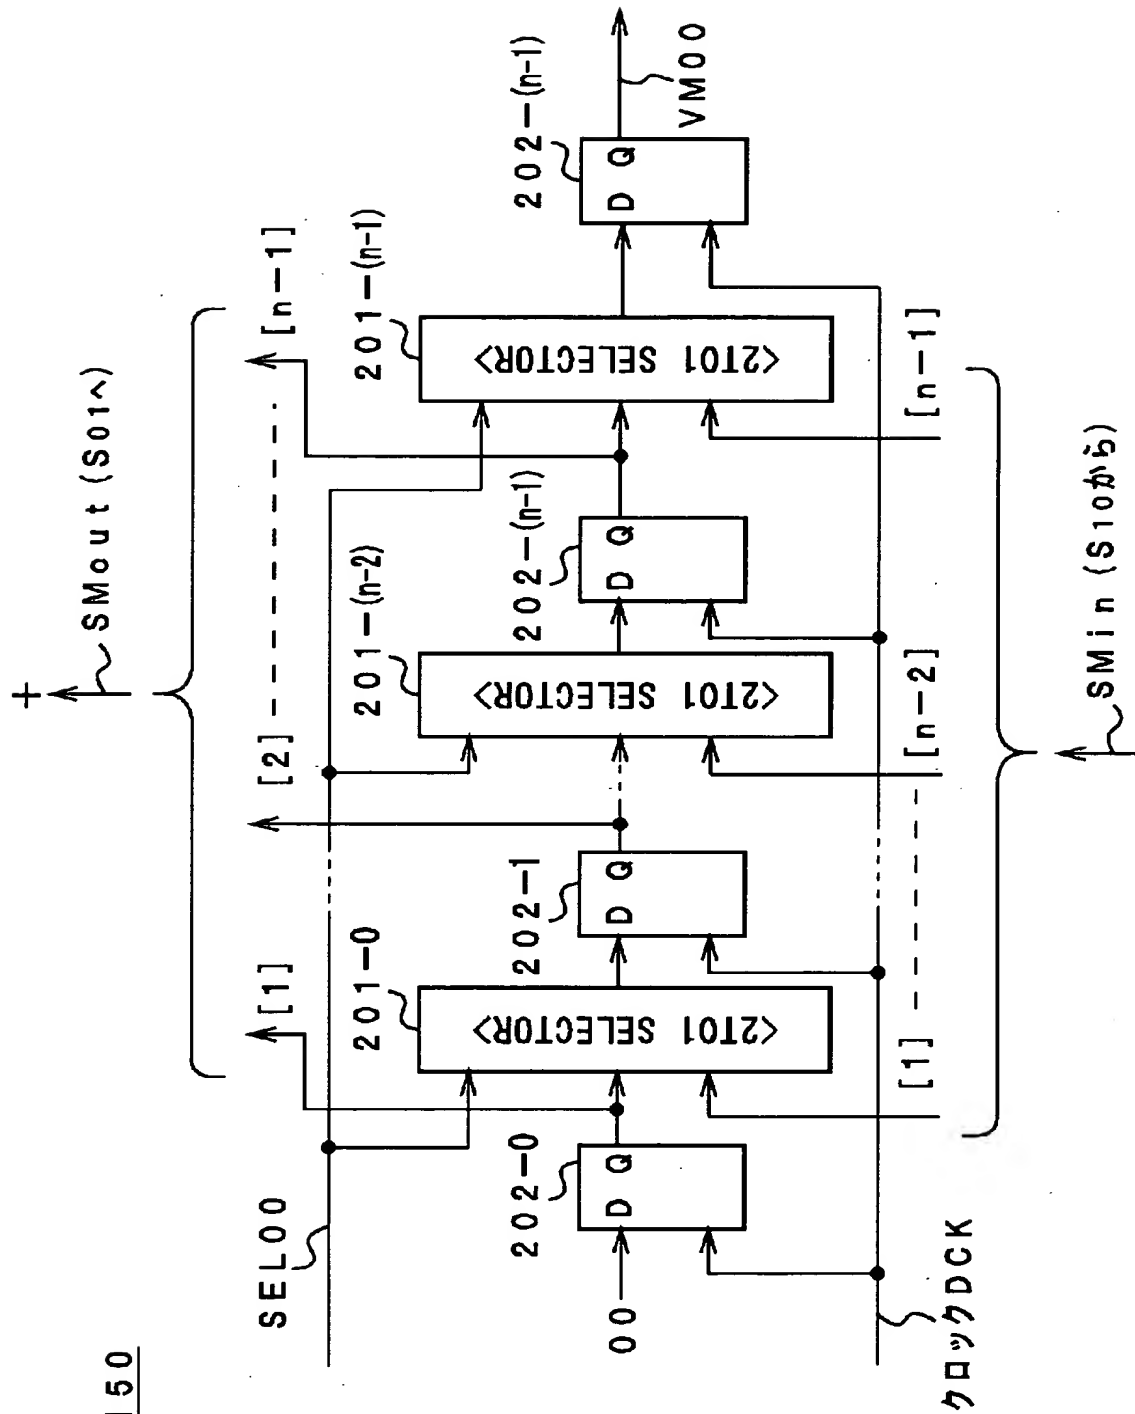 SMout (S01へ)
[1]
[2]
[n-1]
SEL00
201-0
201-(n-2)
201-(n-1)
<2TO1 SELECTOR>
<2TO1 SELECTOR>
<2TO1 SELECTOR>
202-0
202-1
202-(n-1)
202-(n-1)
00
D Q
D Q
D Q
D Q
VM00
クロックDCK
[1]
[n-2]
[n-1]
SMin (S10から)